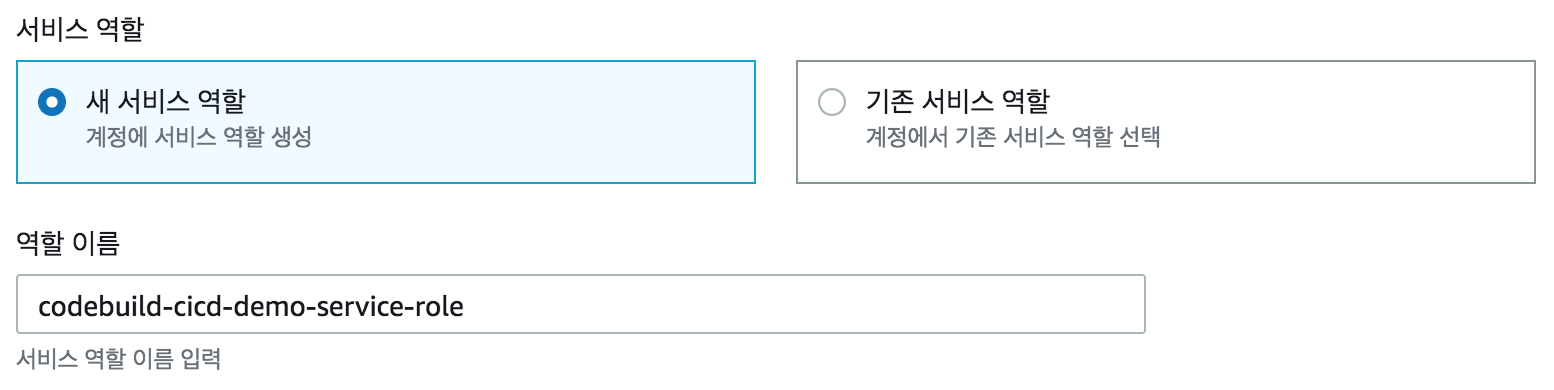 서비스 역할
새 서비스 역할
계정에 서비스 역할 생성
기존 서비스 역할
계정에서 기존 서비스 역할 선택
역할 이름
codebuild-cicd-demo-service-role
서비스 역할 이름 입력